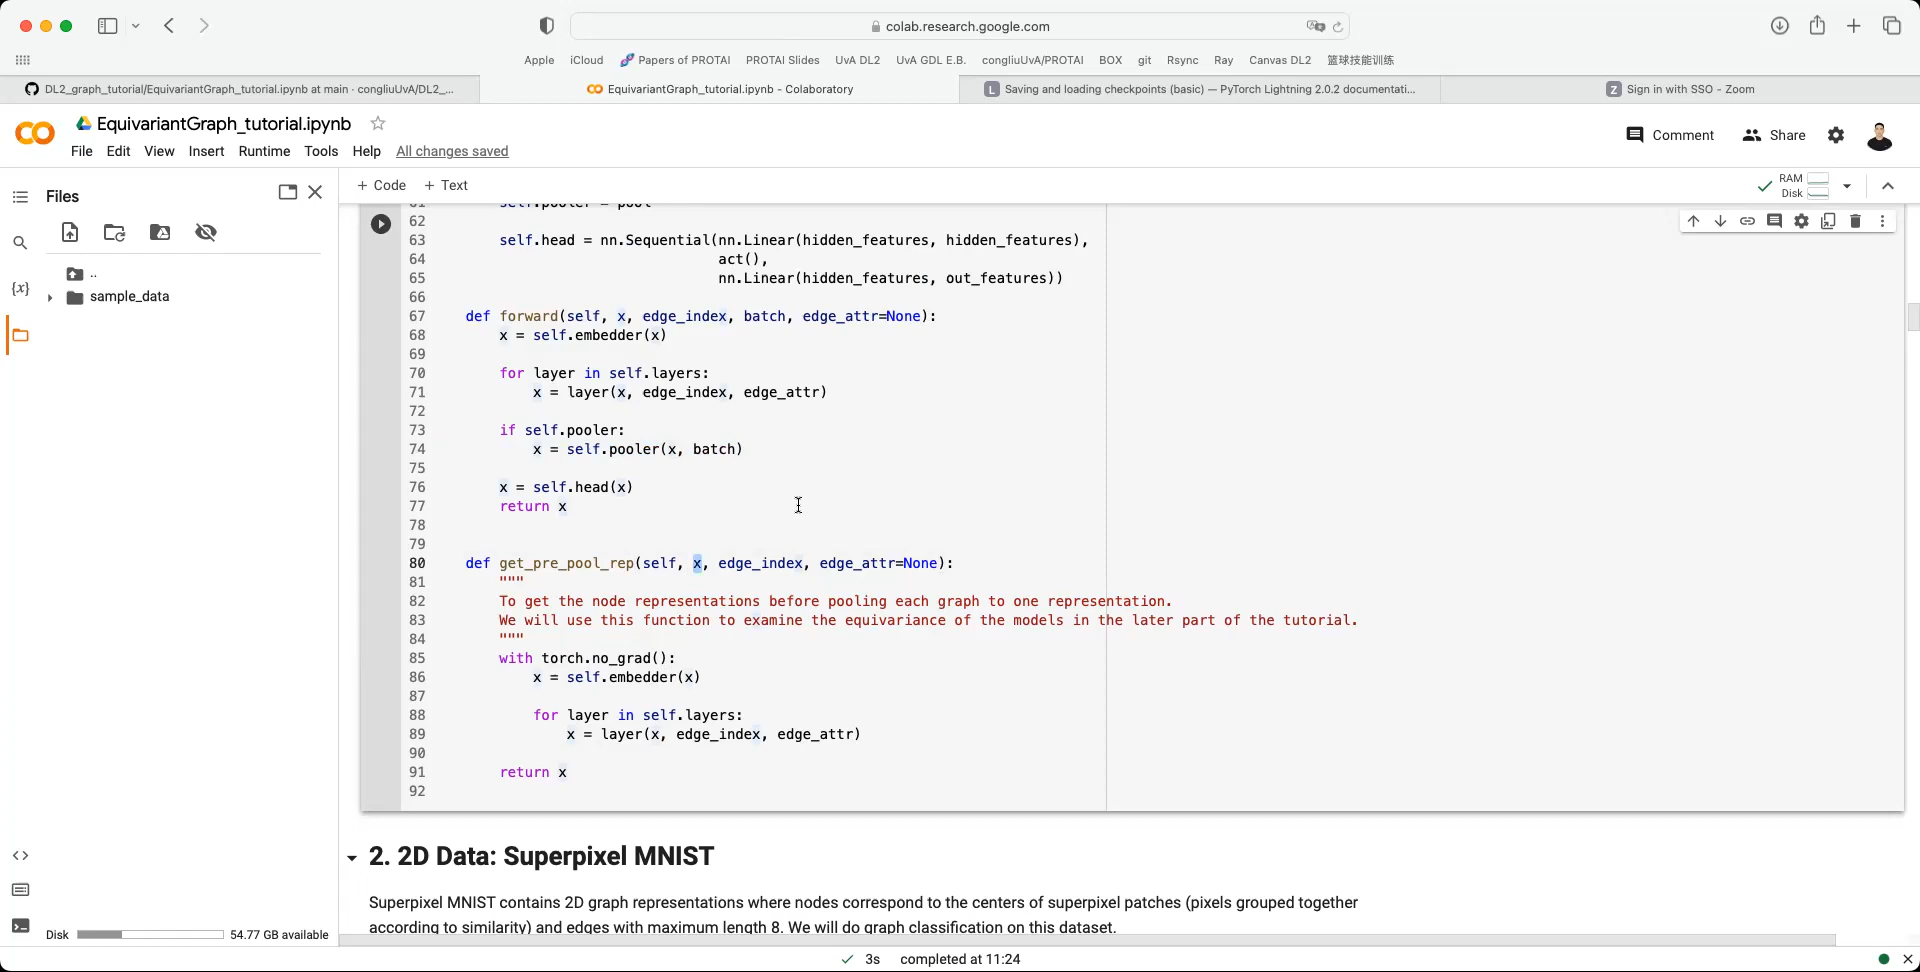 colab.research.google.com
Apple iCloud Papers of PROTAI PROTAI Slides UvA DL2 UvA GDL E.B. congliuUvA/PROTAI BOX git Rsync Ray Canvas DL2 篮球技能训练
DL2_graph_tutorial/EquivariantGraph_tutorial.ipynb at main · congliuUvA/DL2_...
EquivariantGraph_tutorial.ipynb - Colaboratory
L Saving and loading checkpoints (basic) — PyTorch Lightning 2.0.2 documentati...
Z Sign in with SSO - Zoom
EquivariantGraph_tutorial.ipynb
Comment Share
File Edit View Insert Runtime Tools Help All changes saved
Files
+ Code + Text
RAM
Disk
{x}
..
sample_data
61 self.pooler = pool
62
63 self.head = nn.Sequential(nn.Linear(hidden_features, hidden_features),
64 act(),
65 nn.Linear(hidden_features, out_features))
66
67 def forward(self, x, edge_index, batch, edge_attr=None):
68 x = self.embedder(x)
69
70 for layer in self.layers:
71 x = layer(x, edge_index, edge_attr)
72
73 if self.pooler:
74 x = self.pooler(x, batch)
75
76 x = self.head(x)
77 return x
78
79
80 def get_pre_pool_rep(self, x, edge_index, edge_attr=None):
81 """
82 To get the node representations before pooling each graph to one representation.
83 We will use this function to examine the equivariance of the models in the later part of the tutorial.
84 """
85 with torch.no_grad():
86 x = self.embedder(x)
87
88 for layer in self.layers:
89 x = layer(x, edge_index, edge_attr)
90
91 return x
92
2. 2D Data: Superpixel MNIST
Superpixel MNIST contains 2D graph representations where nodes correspond to the centers of superpixel patches (pixels grouped together
according to similarity) and edges with maximum length 8. We will do graph classification on this dataset.
Disk 54.77 GB available
3s completed at 11:24